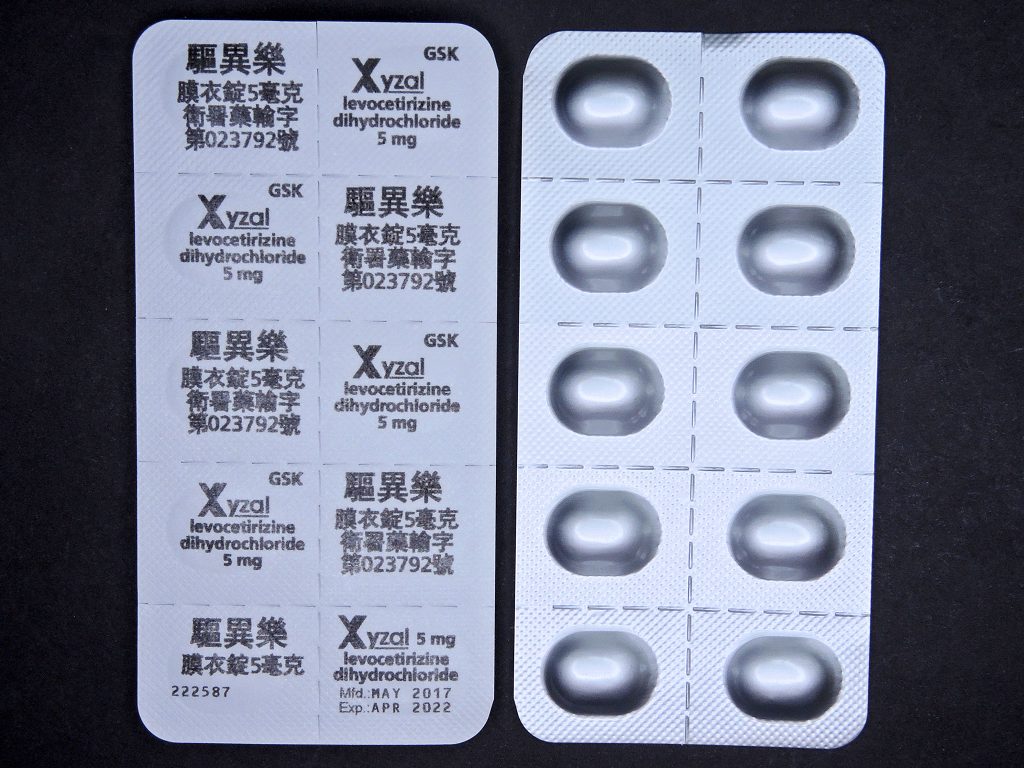 驅異樂
膜衣錠5毫克
衛署藥輸字
第023792號
GSK
Xyzal
levocetirizine
dihydrochloride
5 mg
GSK
Xyzal
levocetirizine
dihydrochloride
5 mg
驅異樂
膜衣錠5毫克
衛署藥輸字
第023792號
驅異樂
膜衣錠5毫克
衛署藥輸字
第023792號
GSK
Xyzal
levocetirizine
dihydrochloride
5 mg
GSK
Xyzal
levocetirizine
dihydrochloride
5 mg
驅異樂
膜衣錠5毫克
衛署藥輸字
第023792號
驅異樂
膜衣錠5毫克
222587
Xyzal 5 mg
levocetirizine
dihydrochloride
Mfd.:MAY 2017
Exp.:APR 2022